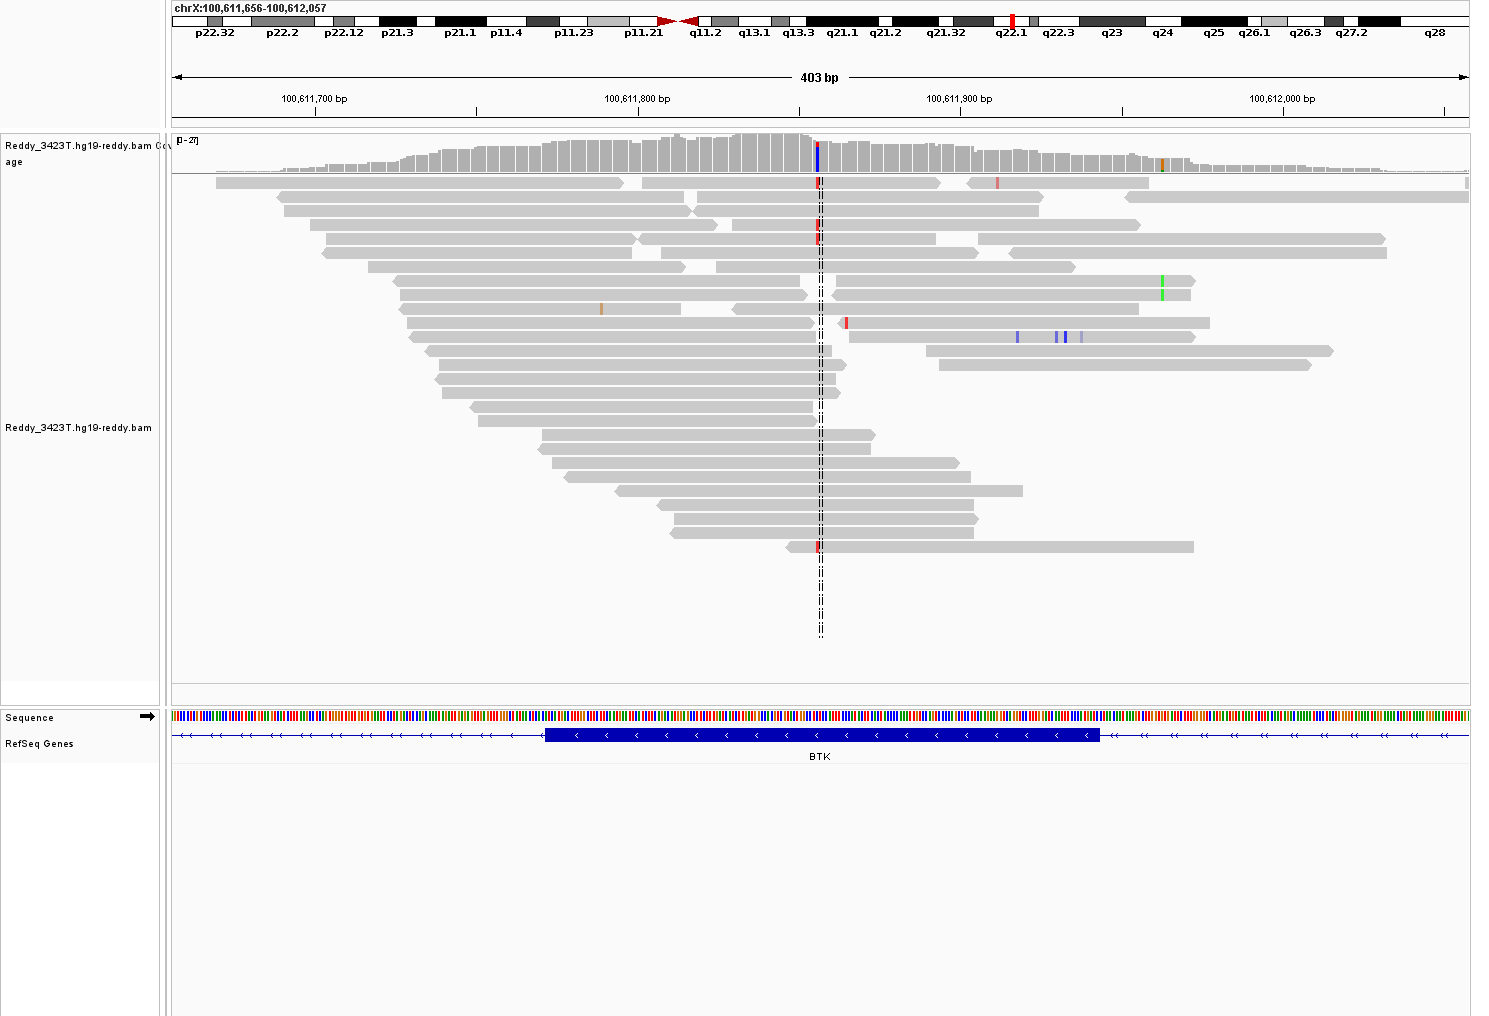 chrX:100,611,656-100,612,057
p22.32 p22.2 p22.12 p21.3 p21.1 p11.4 p11.23 p11.21 q11.2 q13.1 q13.3 q21.1 q21.2 q21.32 q22.1 q22.3 q23 q24 q25 q26.1 q26.3 q27.2 q28
403 bp
100,611,700 bp 100,611,800 bp 100,611,900 bp 100,612,000 bp
[0 - 27]
Reddy_3423T.hg19-reddy.bam Cov
age
Reddy_3423T.hg19-reddy.bam
Sequence
RefSeq Genes
BTK